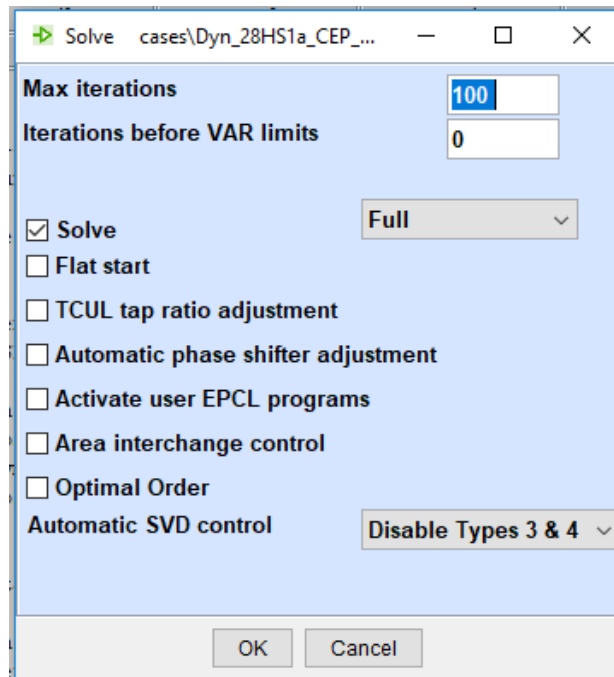 Solve cases\Dyn_28HS1a_CEP_...
Max iterations 100
Iterations before VAR limits 0
Solve Full
Flat start
TCUL tap ratio adjustment
Automatic phase shifter adjustment
Activate user EPCL programs
Area interchange control
Optimal Order
Automatic SVD control Disable Types 3 & 4
OK Cancel